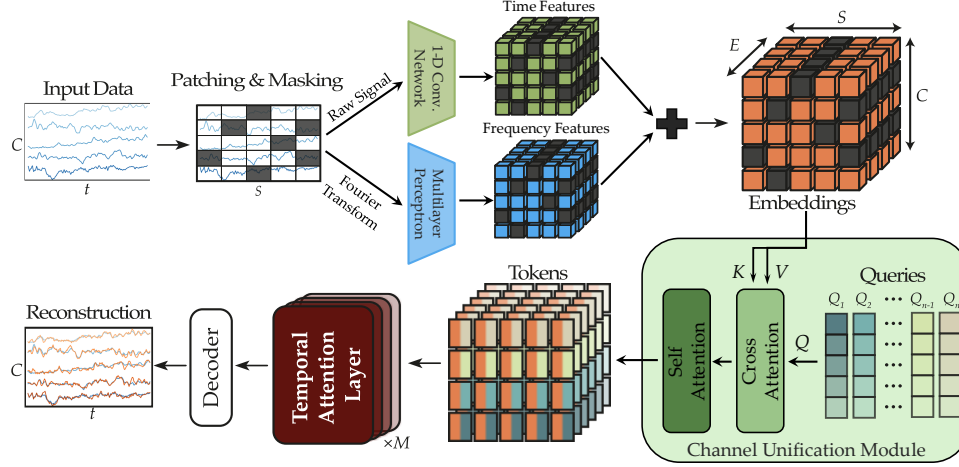 Input Data
C
t
Patching & Masking
S
Raw Signal
Fourier
Transform
1-D Conv.
Network
Multilayer
Perceptron
Time Features
Frequency Features
E
S
C
Embeddings
K
V
Queries
Q1 Q2 ... Qn-1 Qn
...
Q
Cross
Attention
Self
Attention
Channel Unification Module
Tokens
Temporal
Attention
Layer
×M
Decoder
Reconstruction
C
t